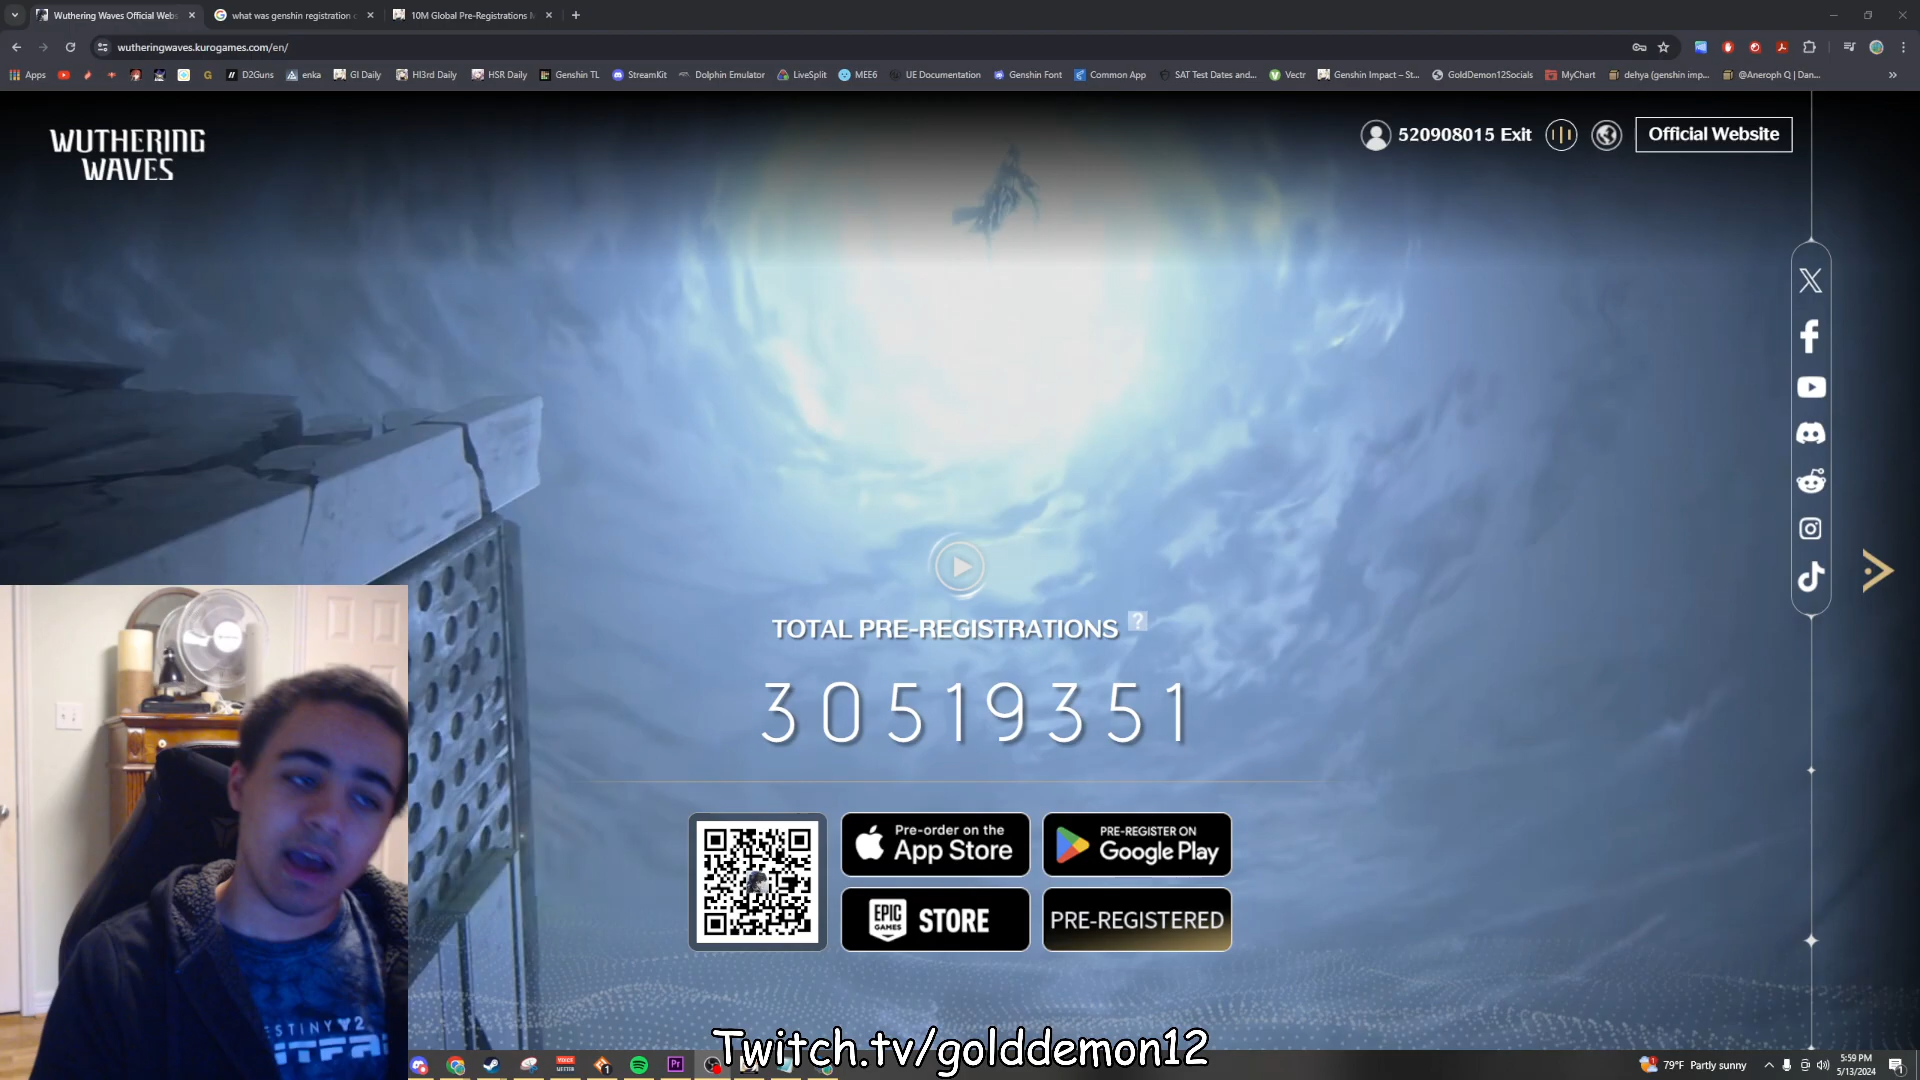 Wuthering Waves Official Webs
what was genshin registration c
10M Global Pre-Registrations M
wutheringwaves.kurogames.com/en/
Apps
D2Guns
enka
GI Daily
HI3rd Daily
HSR Daily
Genshin TL
StreamKit
Dolphin Emulator
LiveSplit
MEE6
UE Documentation
Genshin Font
Common App
SAT Test Dates and...
Vectr
Genshin Impact – St...
GoldDemon12Socials
MyChart
dehya (genshin imp...
@Aneroph Q | Dan...
WUTHERING
WAVES
520908015 Exit
Official Website
TOTAL PRE-REGISTRATIONS ?
30519351
Pre-order on the
App Store
PRE-REGISTER ON
Google Play
EPIC
GAMES
STORE
PRE-REGISTERED
Twitch.tv/golddemon12
79°F Partly sunny
5:59 PM
5/13/2024